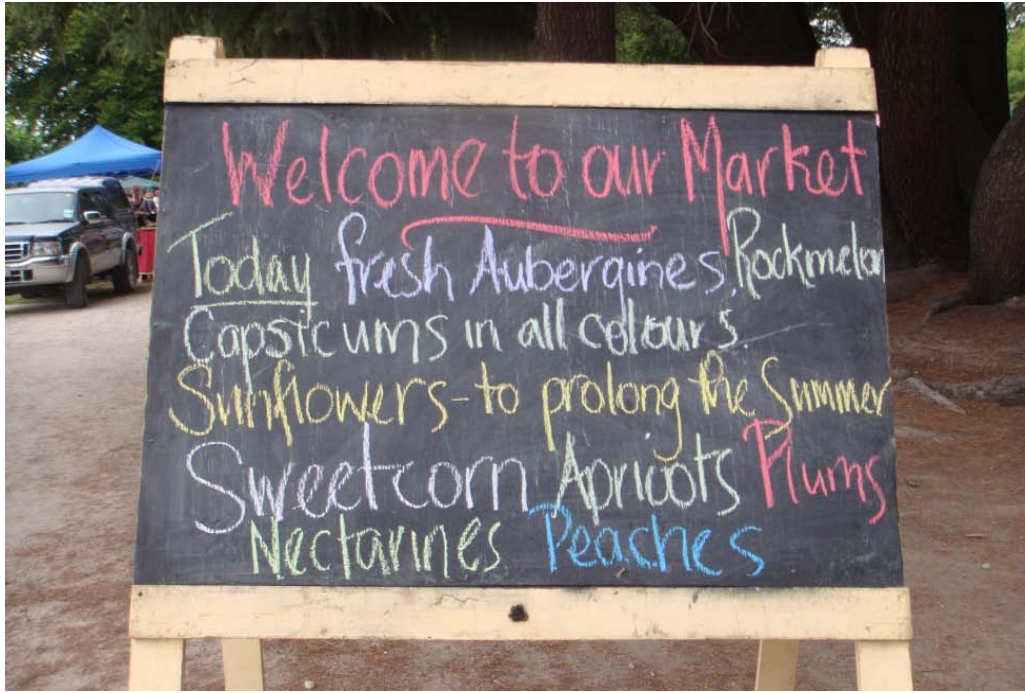 Welcome to our Market
Today fresh Aubergines, Rockmelon
Capsicums in all colours.
Sunflowers - to prolong the Summer
Sweetcorn Apricots Plums
Nectarines Peaches